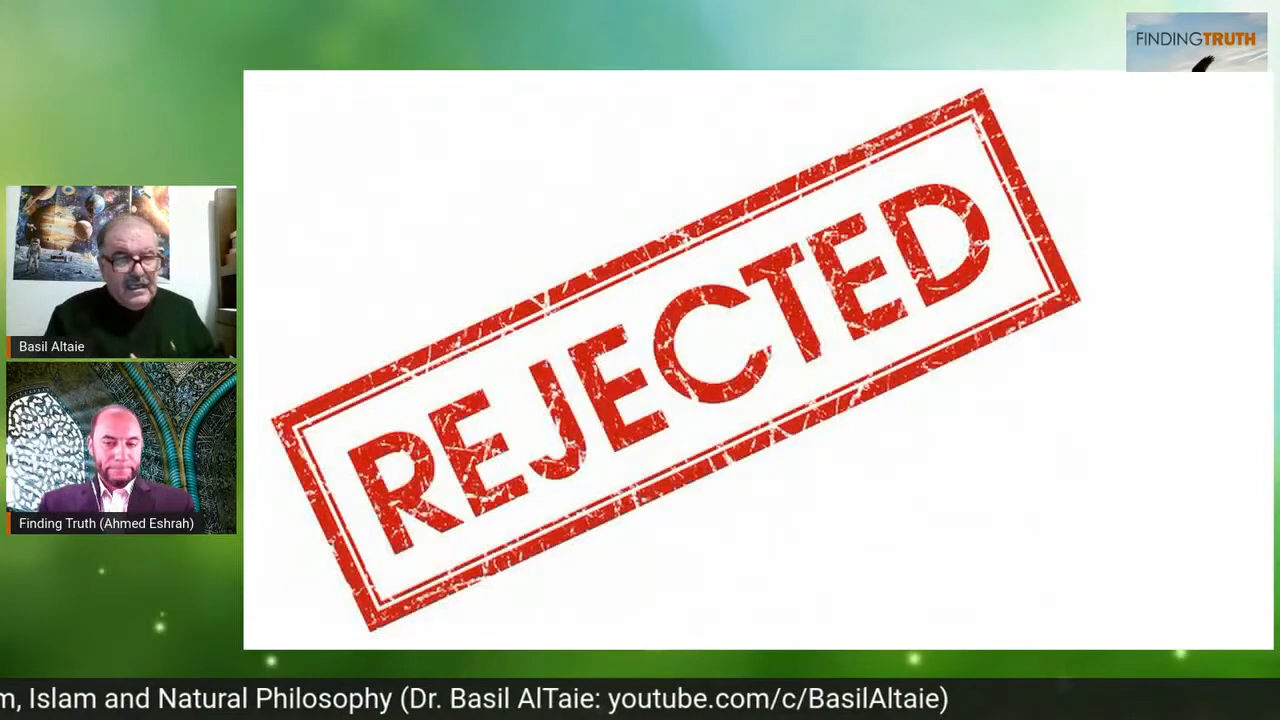 FINDINGTRUTH
REJECTED
Basil Altaie
Finding Truth (Ahmed Eshrah)
m, Islam and Natural Philosophy (Dr. Basil AlTaie: youtube.com/c/BasilAltaie)